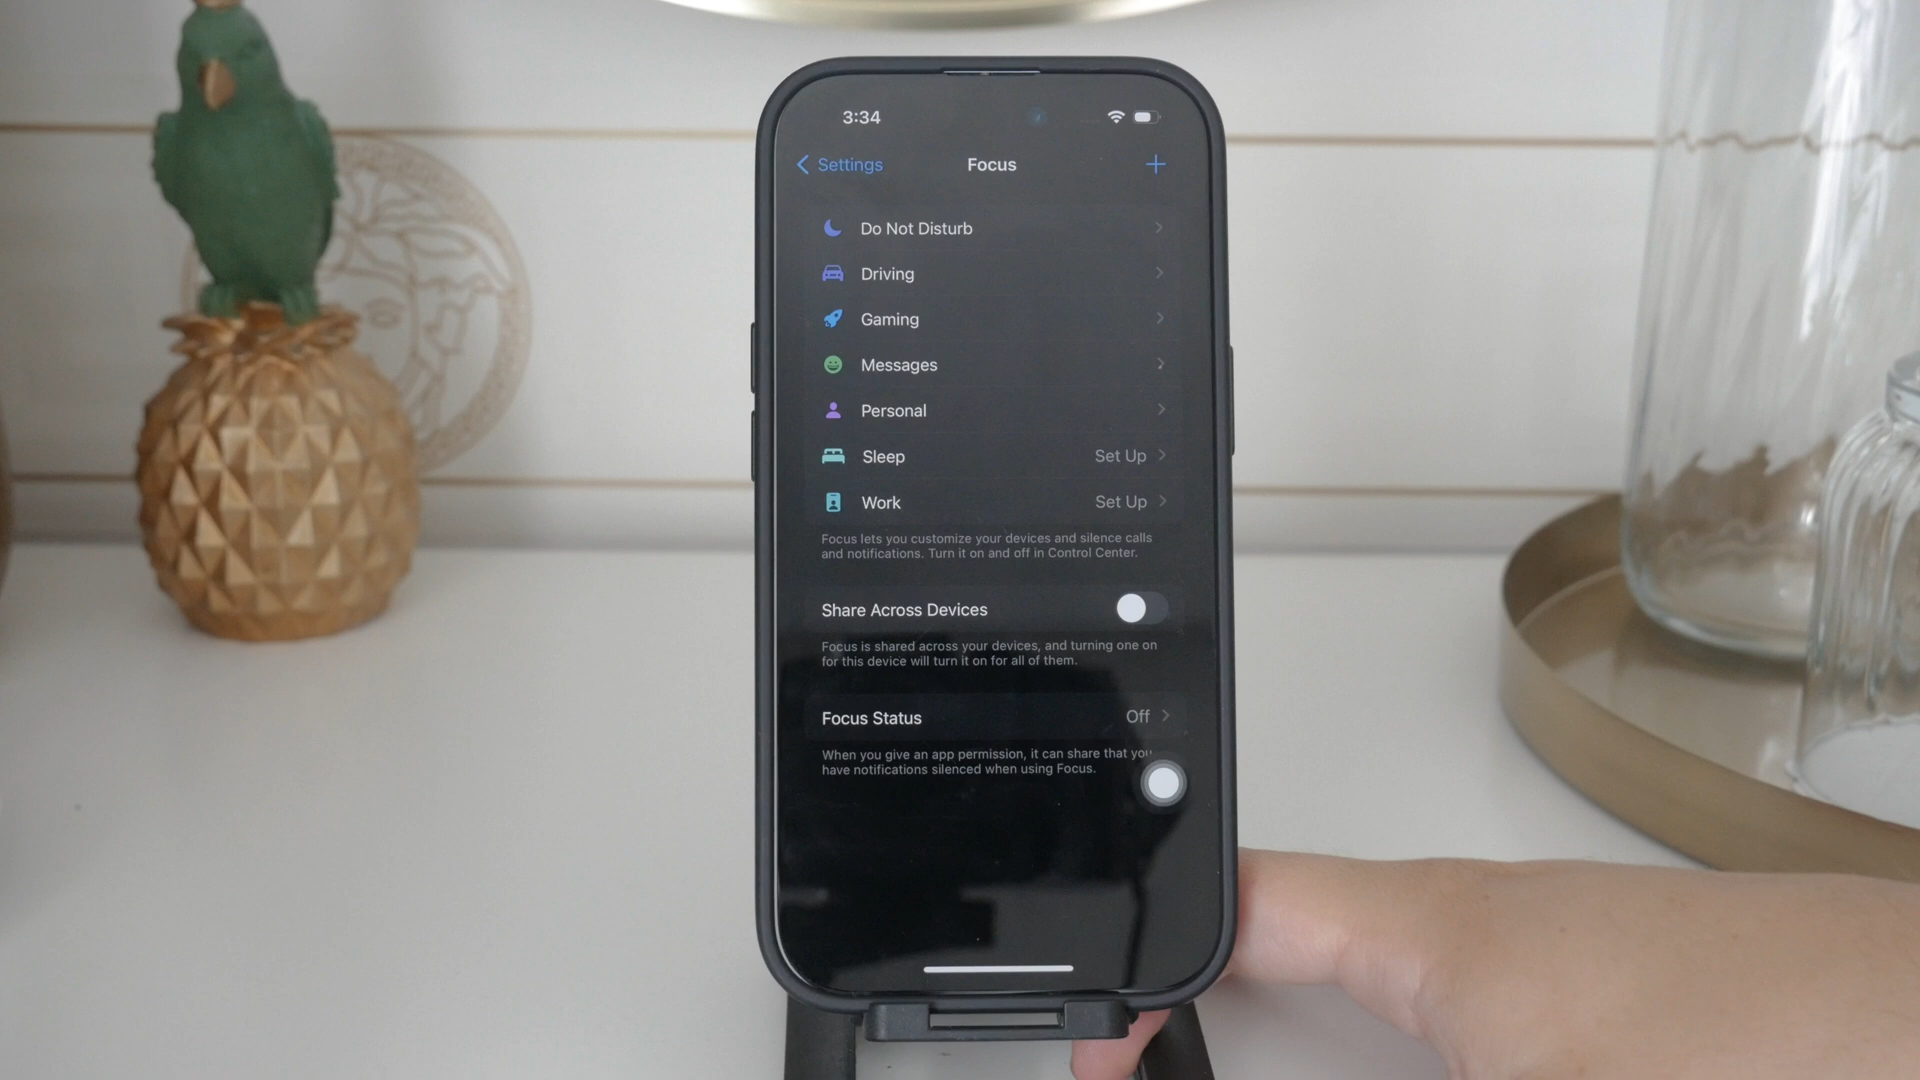 3:34
Settings
Focus
Do Not Disturb
Driving
Gaming
Messages
Personal
Sleep
Set Up
Work
Set Up
Focus lets you customize your devices and silence calls
and notifications. Turn it on and off in Control Center.
Share Across Devices
Focus is shared across your devices, and turning one on
for this device will turn it on for all of them.
Focus Status
Off
When you give an app permission, it can share that you
have notifications silenced when using Focus.